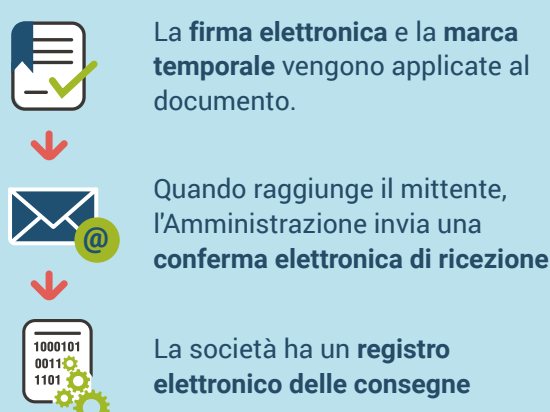 La firma elettronica e la marca
temporale vengono applicate al
documento.
@
Quando raggiunge il mittente,
l'Amministrazione invia una
conferma elettronica di ricezione
1000101
0011
1101
La società ha un registro
elettronico delle consegne